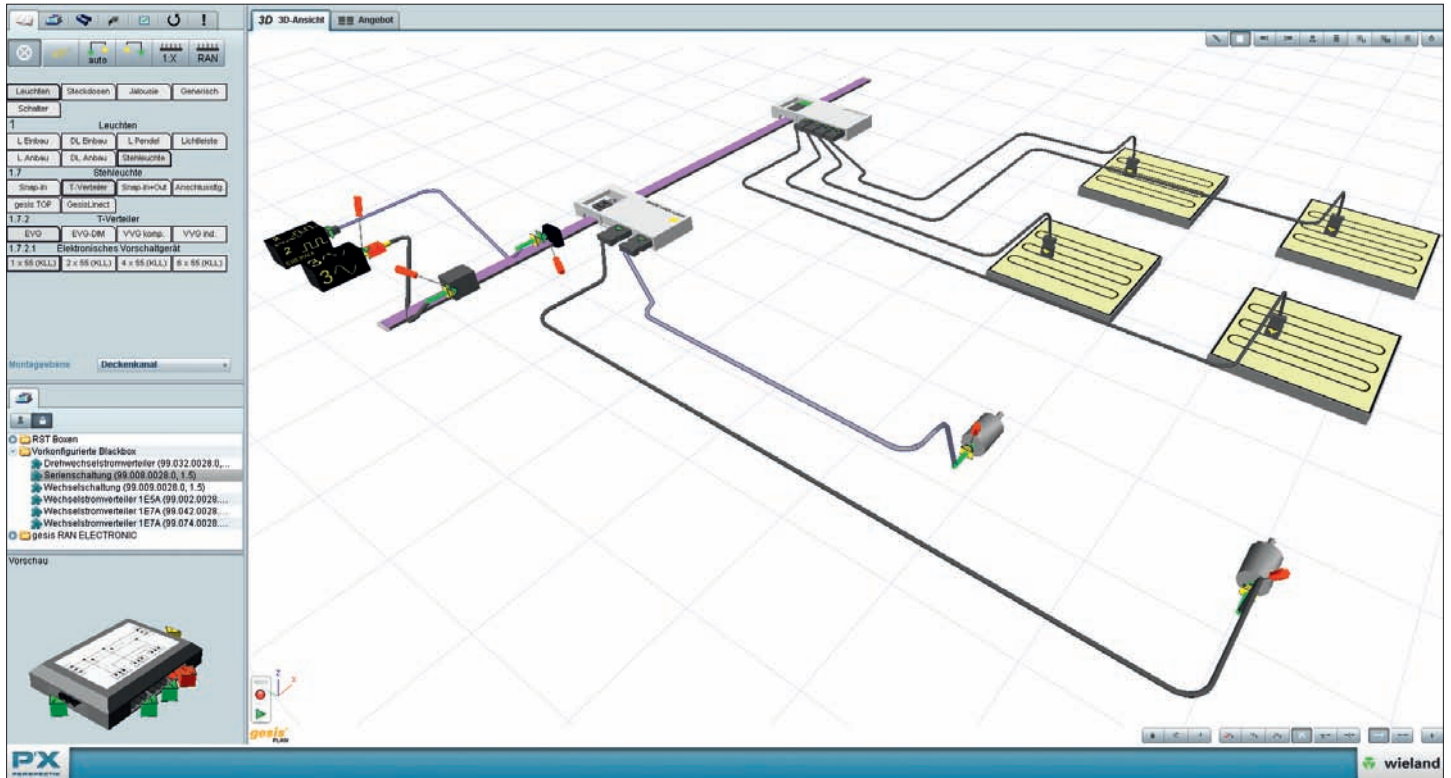 3D 3D-Ansicht Angebot
auto 1:X RAN
Leuchten Steckdosen Jalousie Generisch
Schalter
1 Leuchten
L Einbau DL Einbau L Pendel Lichtleiste
L Anbau DL Anbau Stehleuchte
1.7 Stehleuchte
Snap-In T-Verteiler Snap-In+Out Anschlussltg.
gesis TOP GesisLinect
1.7.2 T-Verteiler
EVG EVG-DIM VVG komp. VVG ind.
1.7.2.1 Elektronisches Vorschaltgerät
1 x 55 (KLL) 2 x 55 (KLL) 4 x 55 (KLL) 6 x 55 (KLL)
Montageebene Deckenkanal
RST Boxen
Vorkonfigurierte Blackbox
Drehwechselstromverteiler (99.032.0028.0,...
Serienschaltung (99.008.0028.0, 1.5)
Wechselschaltung (99.009.0028.0, 1.5)
Wechselstromverteiler 1E5A (99.002.0028....
Wechselstromverteiler 1E7A (99.042.0028....
Wechselstromverteiler 1E7A (99.074.0028....
gesis RAN ELECTRONIC
Vorschau
2
3
Z
X
gesis
PLAN
P'X
PERSPECTIX
wieland